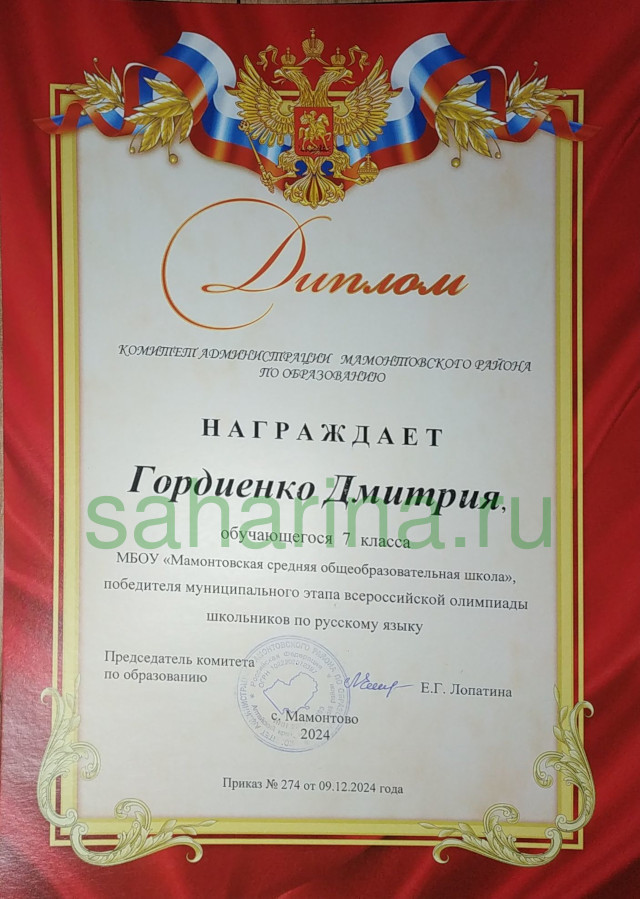 Диплом
КОМИТЕТ АДМИНИСТРАЦИИ МАМОНТОВСКОГО РАЙОНА
ПО ОБРАЗОВАНИЮ
НАГРАЖДАЕТ
Гордиенко Дмитрия,
saharina.ru
обучающегося 7 класса
МБОУ «Мамонтовская средняя общеобразовательная школа»,
победителя муниципального этапа всероссийской олимпиады
школьников по русскому языку
Председатель комитета
по образованию
Е.Г. Лопатина
с. Мамонтово
2024
Приказ № 274 от 09.12.2024 года